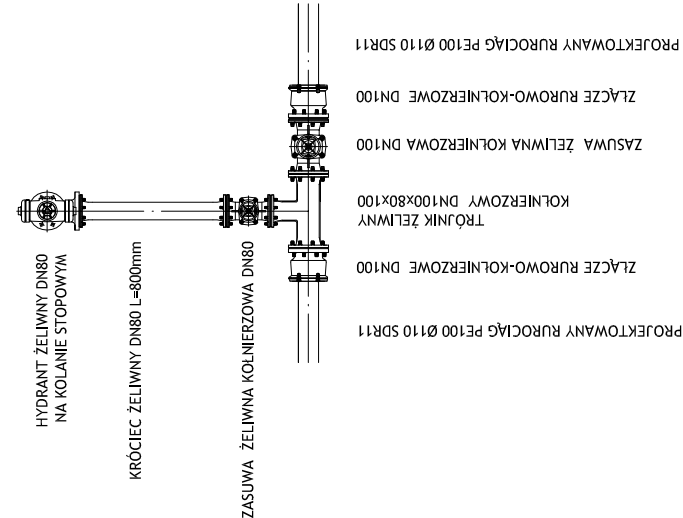 PROJEKTOWANY RUROCIĄG PE100 Ø110 SDR11
ZŁĄCZE RUROWO-KOŁNIERZOWE DN100
ZASUWA ŻELIWNA KOŁNIERZOWA DN100
TRÓJNIK ŻELIWNY
KOŁNIERZOWY DN100x80x100
ZŁĄCZE RUROWO-KOŁNIERZOWE DN100
PROJEKTOWANY RUROCIĄG PE100 Ø110 SDR11
HYDRANT ŻELIWNY DN80
NA KOLANIE STOPOWYM
KRÓCIEC ŻELIWNY DN80 L=800mm
ZASUWA ŻELIWNA KOŁNIERZOWA DN80